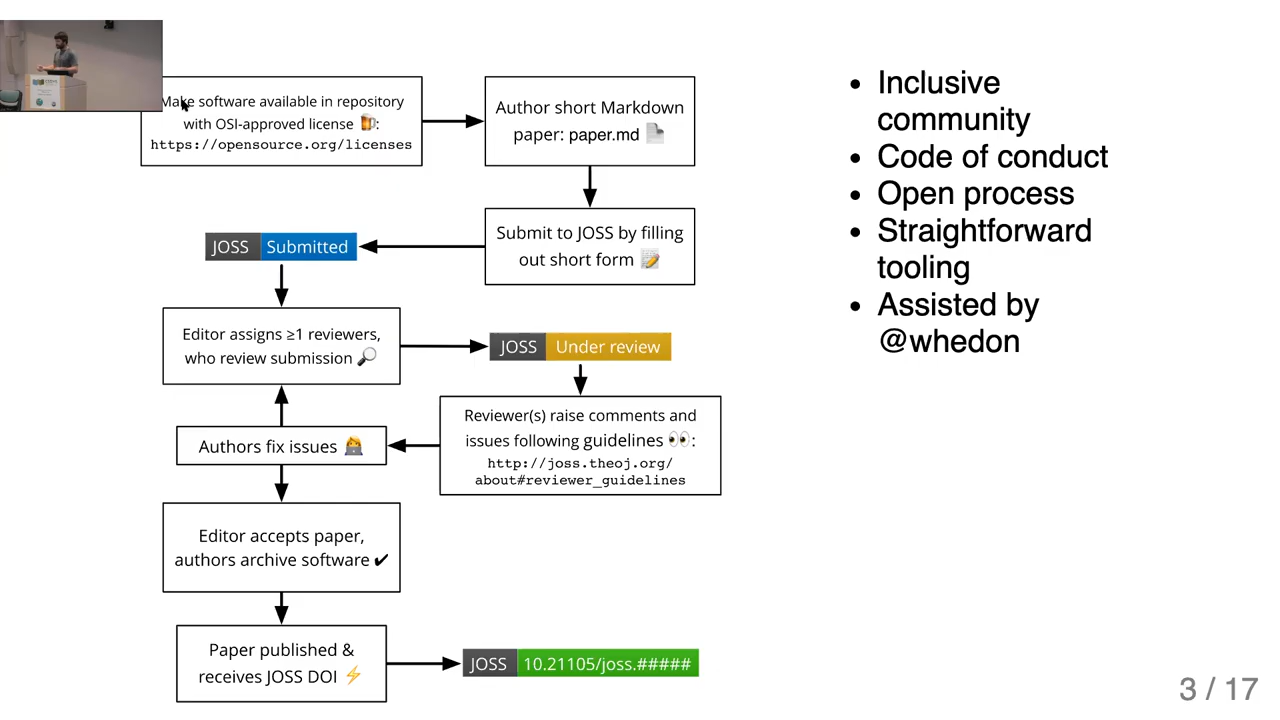 Make software available in repository
with OSI-approved license 🍺:
https://opensource.org/licenses
Author short Markdown
paper: paper.md 📄
Submit to JOSS by filling
out short form 📝
JOSS Submitted
Editor assigns ≥1 reviewers,
who review submission 🔎
JOSS Under review
Reviewer(s) raise comments and
issues following guidelines 👀:
http://joss.theoj.org/
about#reviewer_guidelines
Authors fix issues 👩‍💻
Editor accepts paper,
authors archive software ✔
Paper published &
receives JOSS DOI ⚡
JOSS 10.21105/joss.#####
• Inclusive
community
• Code of conduct
• Open process
• Straightforward
tooling
• Assisted by
@whedon
3 / 17